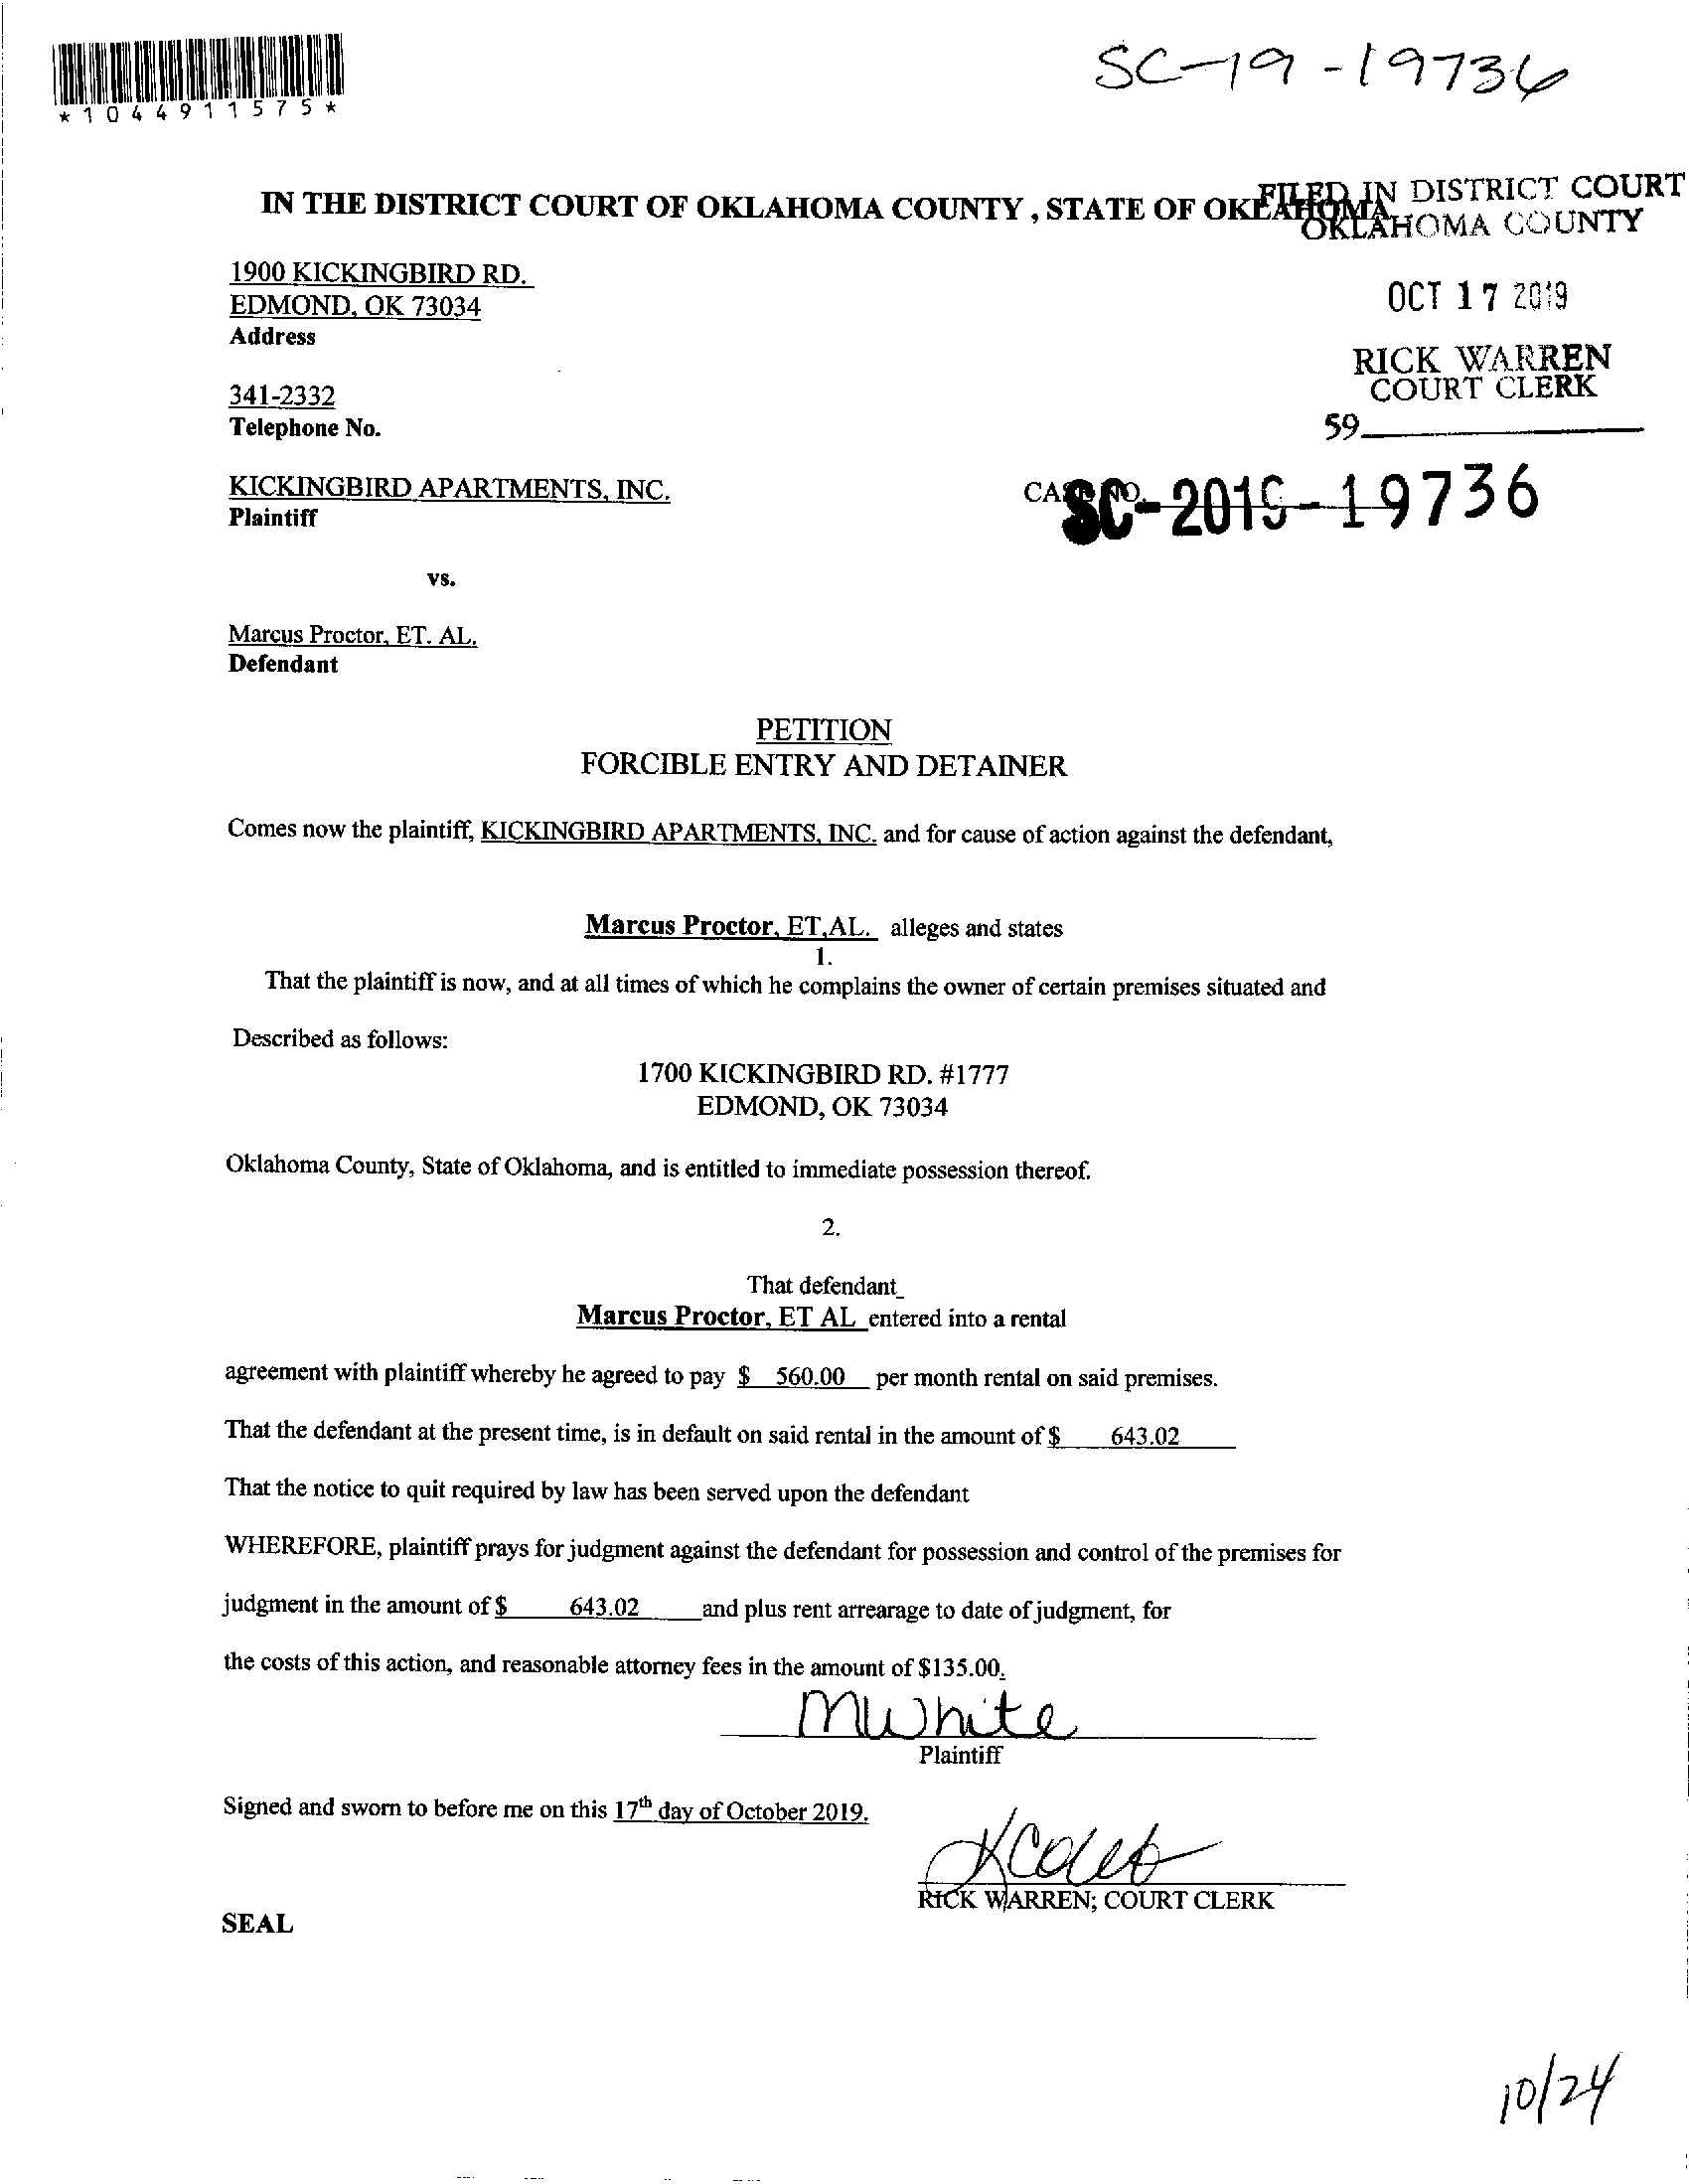 SC-19-19736
*1044911575*
IN THE DISTRICT COURT OF OKLAHOMA COUNTY , STATE OF OKLAHOMA
FILED IN DISTRICT COURT
OKLAHOMA COUNTY
1900 KICKINGBIRD RD.
EDMOND, OK 73034
Address
OCT 17 2019
RICK WARREN
COURT CLERK
59
341-2332
Telephone No.
KICKINGBIRD APARTMENTS, INC.
Plaintiff
CASE NO.
SC-2019-19736
vs.
Marcus Proctor, ET. AL.
Defendant
PETITION
FORCIBLE ENTRY AND DETAINER
Comes now the plaintiff, KICKINGBIRD APARTMENTS, INC. and for cause of action against the defendant,
Marcus Proctor, ET,AL. alleges and states
1.
That the plaintiff is now, and at all times of which he complains the owner of certain premises situated and
Described as follows:
1700 KICKINGBIRD RD. #1777
EDMOND, OK 73034
Oklahoma County, State of Oklahoma, and is entitled to immediate possession thereof.
2.
That defendant
Marcus Proctor, ET AL entered into a rental
agreement with plaintiff whereby he agreed to pay $ 560.00 per month rental on said premises.
That the defendant at the present time, is in default on said rental in the amount of $ 643.02
That the notice to quit required by law has been served upon the defendant
WHEREFORE, plaintiff prays for judgment against the defendant for possession and control of the premises for
judgment in the amount of $ 643.02 and plus rent arrearage to date of judgment, for
the costs of this action, and reasonable attorney fees in the amount of $135.00.
MWhite
Plaintiff
Signed and sworn to before me on this 17th day of October 2019.
RICK WARREN; COURT CLERK
SEAL
10/24